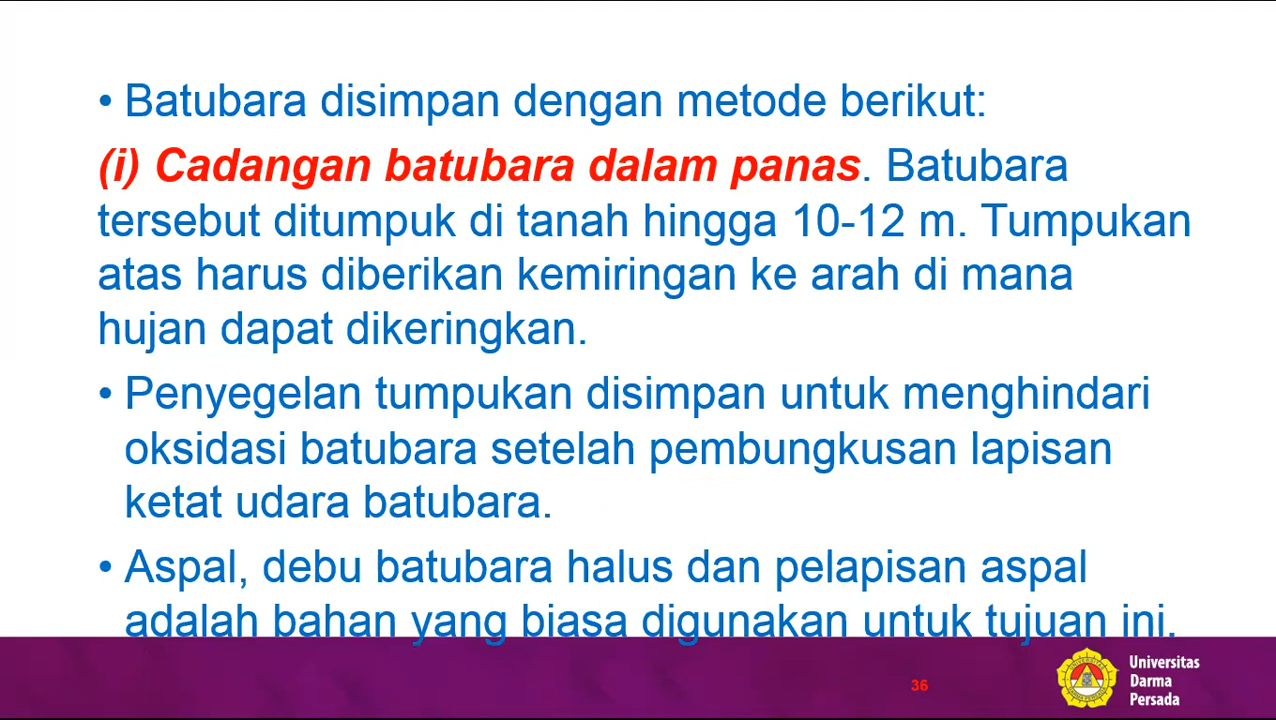 • Batubara disimpan dengan metode berikut:
(i) Cadangan batubara dalam panas. Batubara
tersebut ditumpuk di tanah hingga 10-12 m. Tumpukan
atas harus diberikan kemiringan ke arah di mana
hujan dapat dikeringkan.
• Penyegelan tumpukan disimpan untuk menghindari
oksidasi batubara setelah pembungkusan lapisan
ketat udara batubara.
• Aspal, debu batubara halus dan pelapisan aspal
adalah bahan yang biasa digunakan untuk tujuan ini.
36
Universitas
Darma
Persada